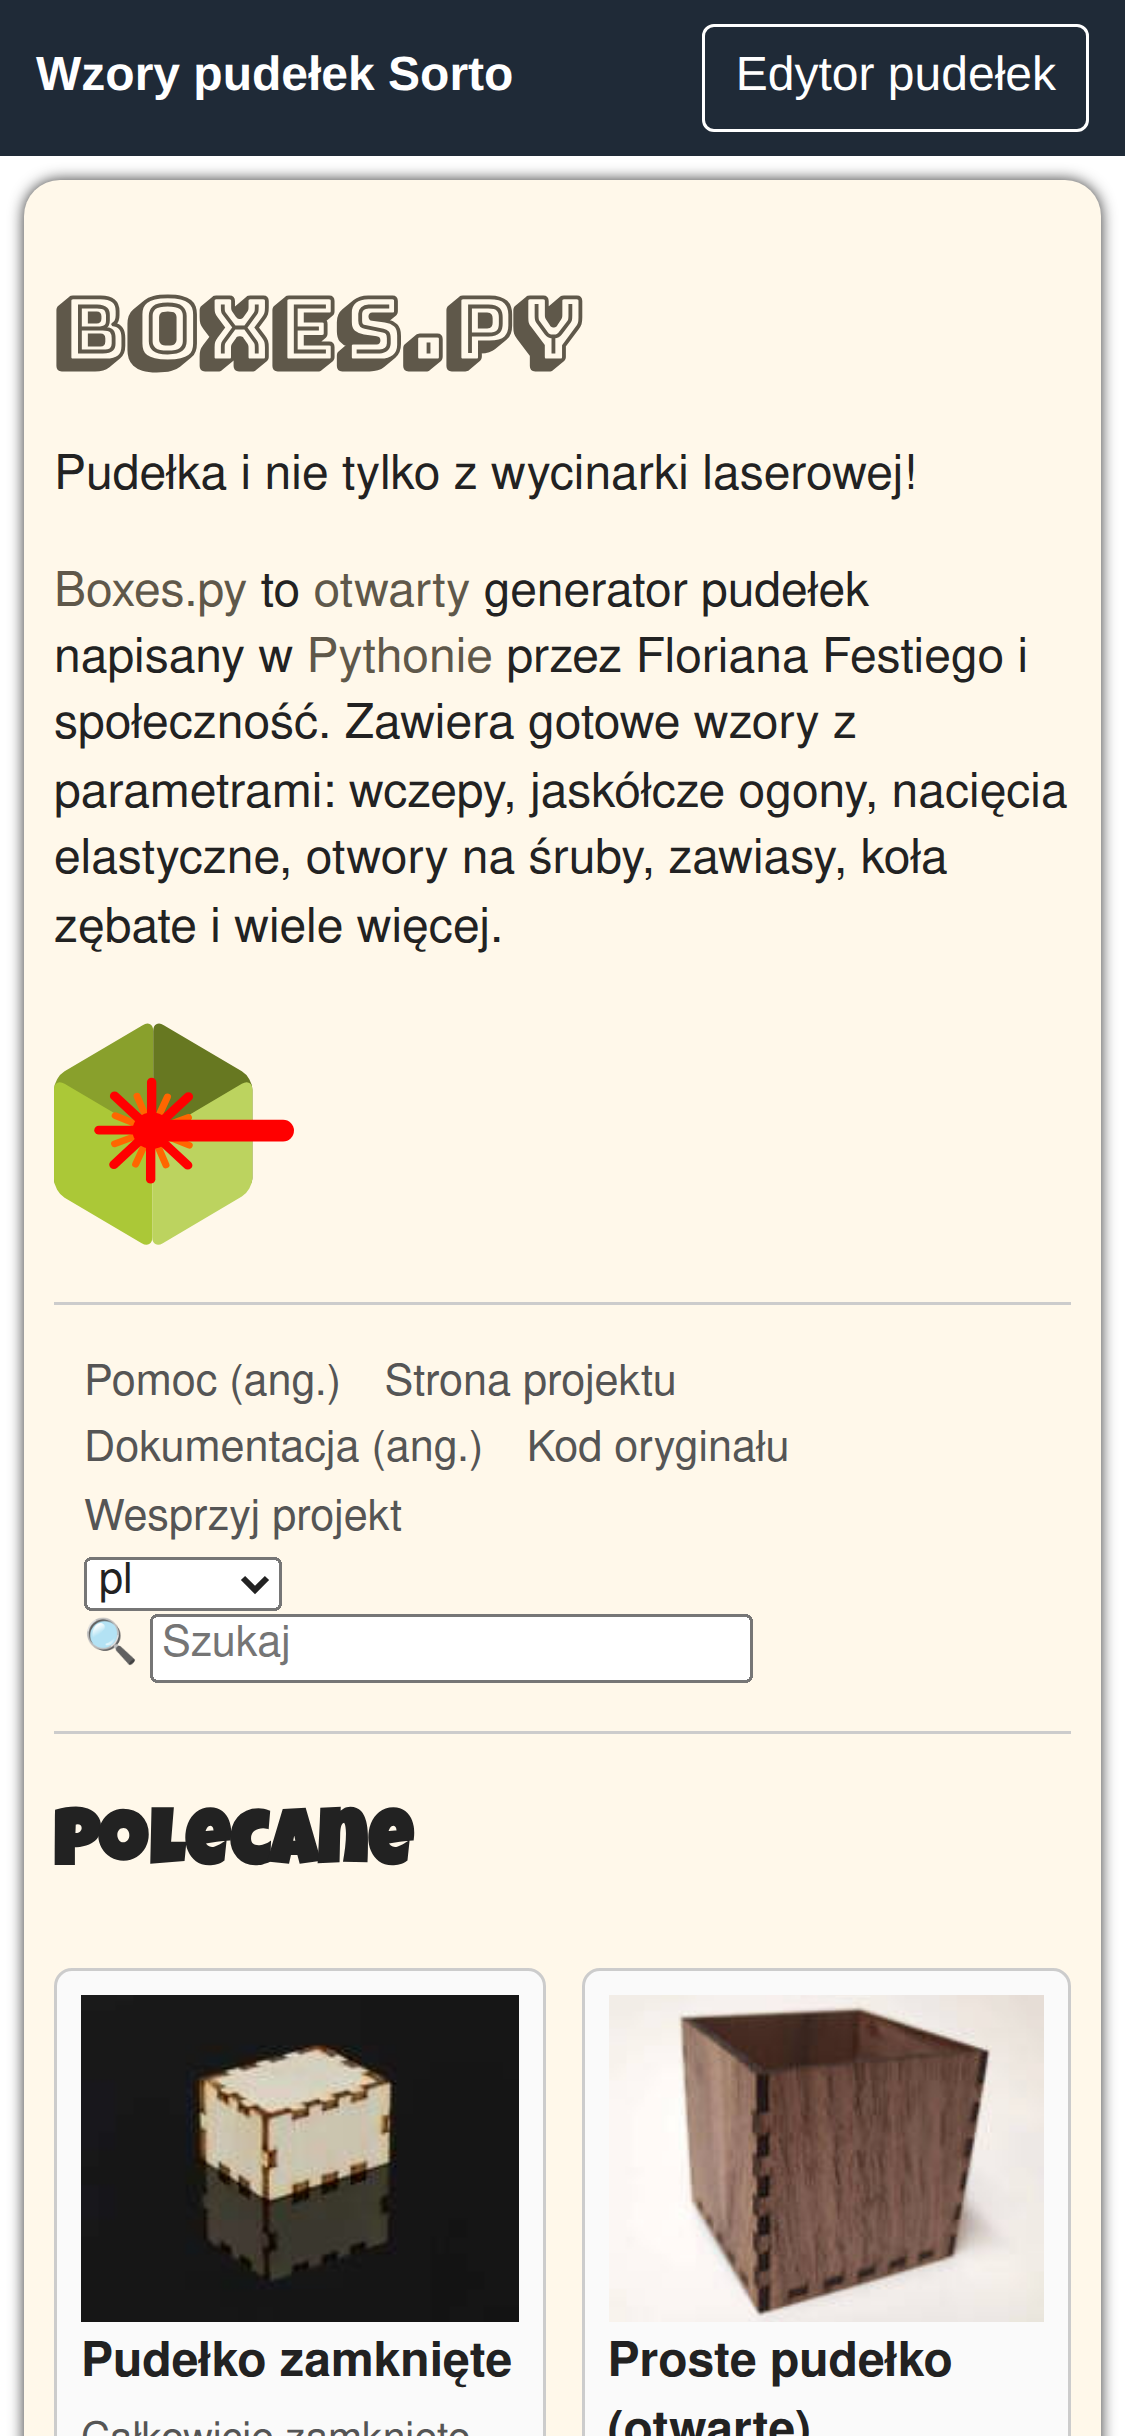 Wzory pudełek Sorto
Edytor pudełek
BOXES.PY
Pudełka i nie tylko z wycinarki laserowej!
Boxes.py to otwarty generator pudełek
napisany w Pythonie przez Floriana Festiego i
społeczność. Zawiera gotowe wzory z
parametrami: wczepy, jaskółcze ogony, nacięcia
elastyczne, otwory na śruby, zawiasy, koła
zębate i wiele więcej.
Pomoc (ang.) Strona projektu
Dokumentacja (ang.) Kod oryginału
Wesprzyj projekt
pl
Szukaj
Polecane
Pudełko zamknięte
Całkowicie zamknięte
Proste pudełko
(otwarte)